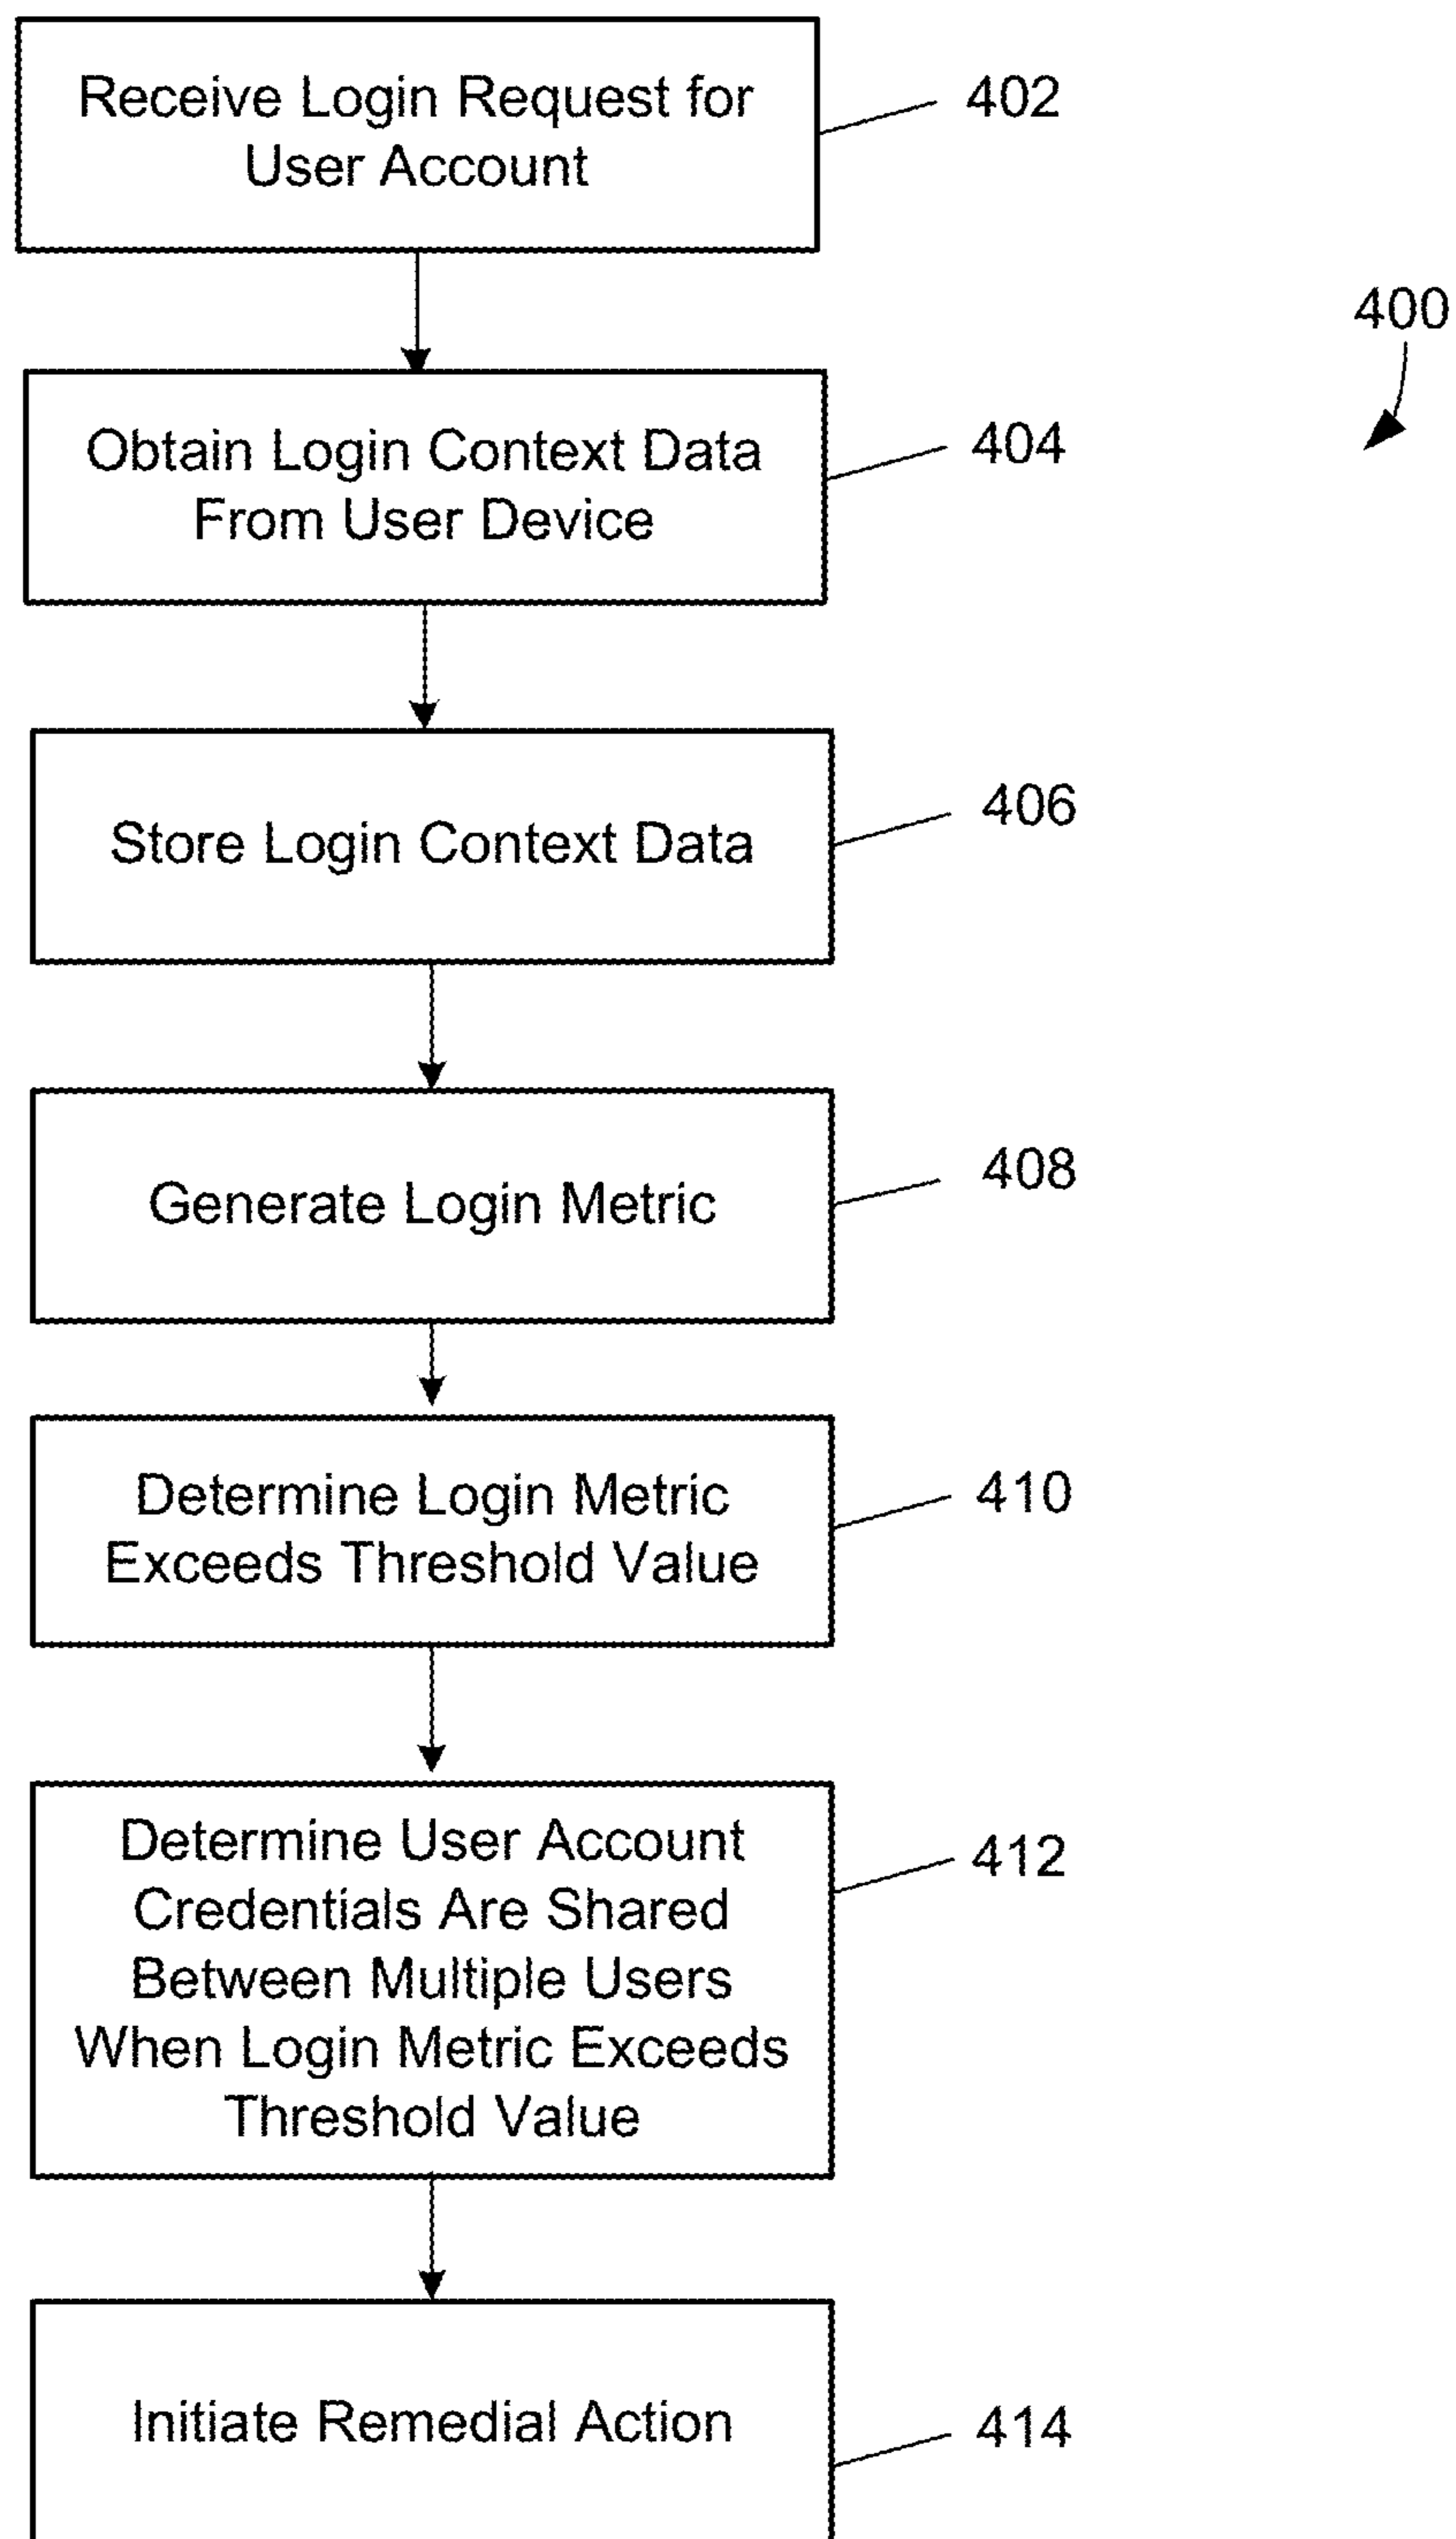 Receive Login Request for
User Account
402
400
Obtain Login Context Data
From User Device
404
Store Login Context Data
406
Generate Login Metric
408
Determine Login Metric
Exceeds Threshold Value
410
Determine User Account
Credentials Are Shared
Between Multiple Users
When Login Metric Exceeds
Threshold Value
412
Initiate Remedial Action
414